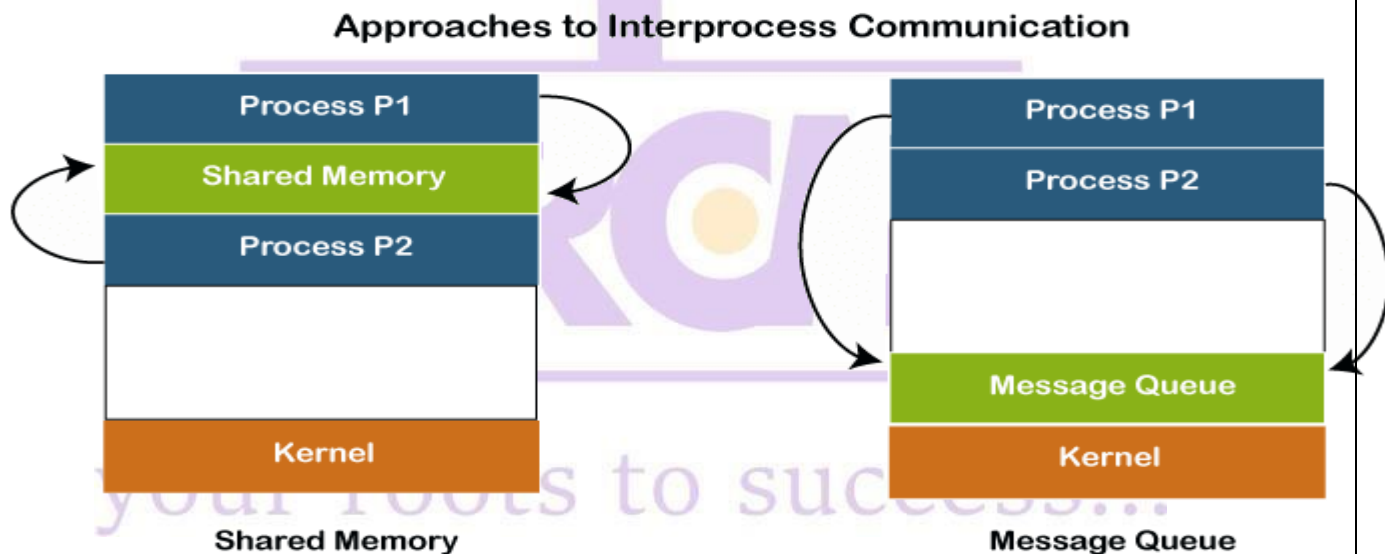 Approaches to Interprocess Communication
Process P1
Shared Memory
Process P2
Kernel
Shared Memory
Process P1
Process P2
Message Queue
Kernel
Message Queue
your roots to success...